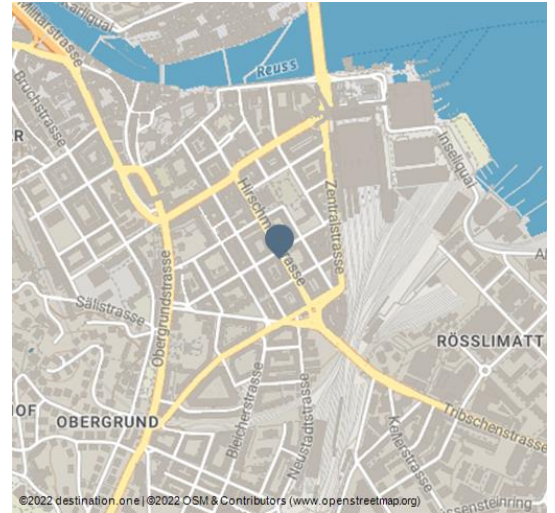 Militärstrasse
Reuss
Bruchstrasse
R
Inseliquai
Zentralstrasse
Obergrundstrasse
Sälistrasse
RÖSSLIMATT
HOF
OBERGRUND
Bleicherstrasse
Neustadtstrasse
Kellerstrasse
Tribschenstrasse
©2022 destination.one | ©2022 OSM & Contributors (www.openstreetmap.org)